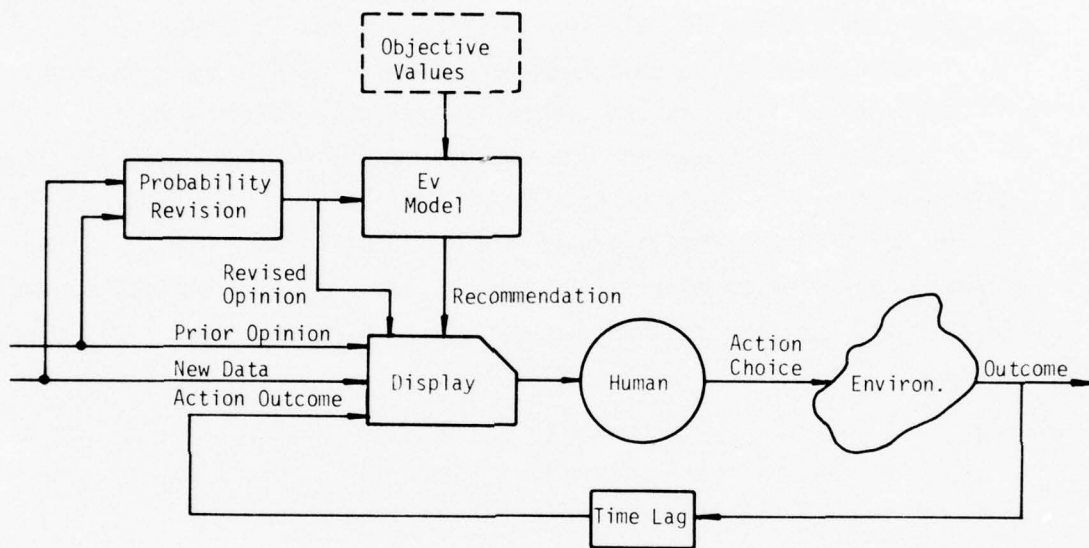 Objective
Values
Probability
Revision
Ev
Model
Revised
Opinion
Recommendation
Prior Opinion
New Data
Action Outcome
Display
Human
Action
Choice
Environ.
Outcome
Time Lag